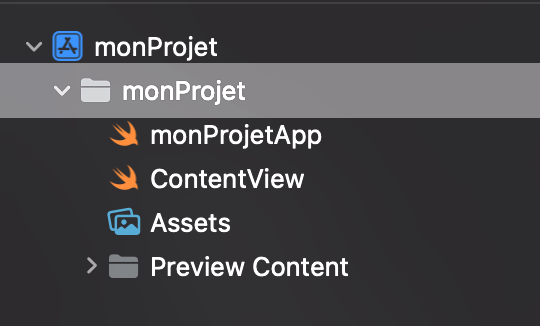 monProjet
monProjet
monProjetApp
ContentView
Assets
Preview Content